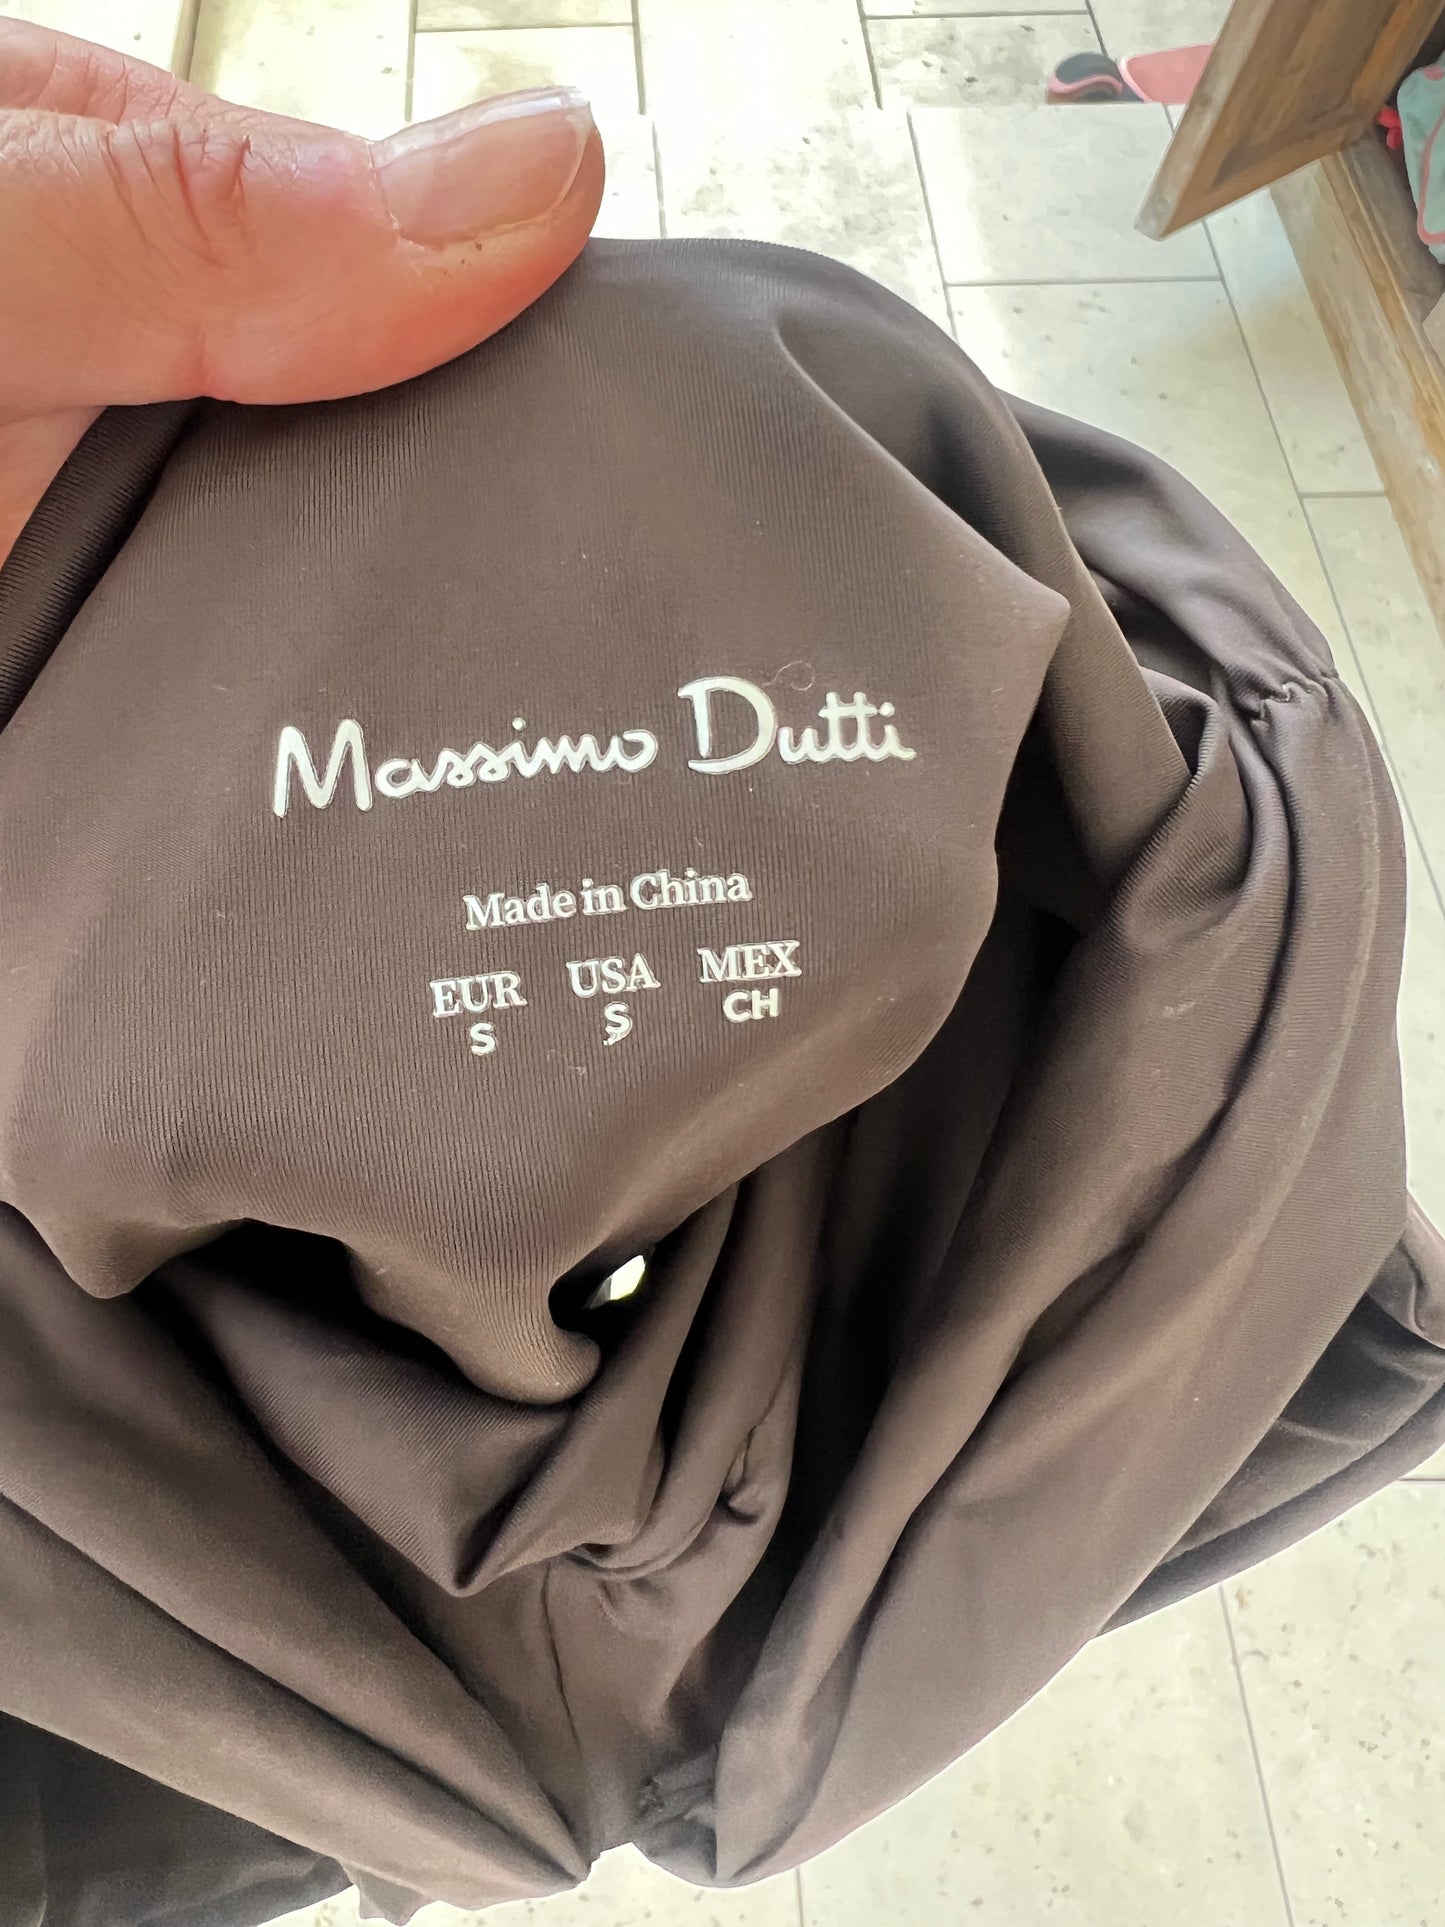 Massimo Dutti
Made in China
EUR USA MEX
S S CH